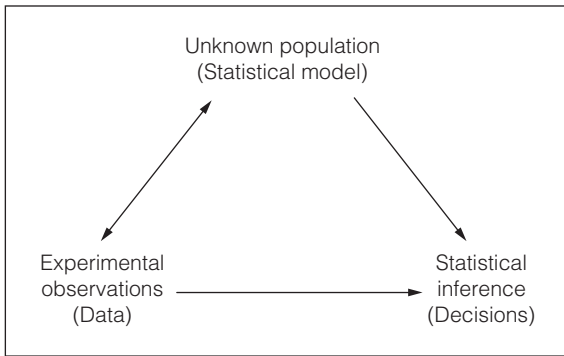 Unknown population
(Statistical model)
Experimental
observations
(Data)
Statistical
inference
(Decisions)